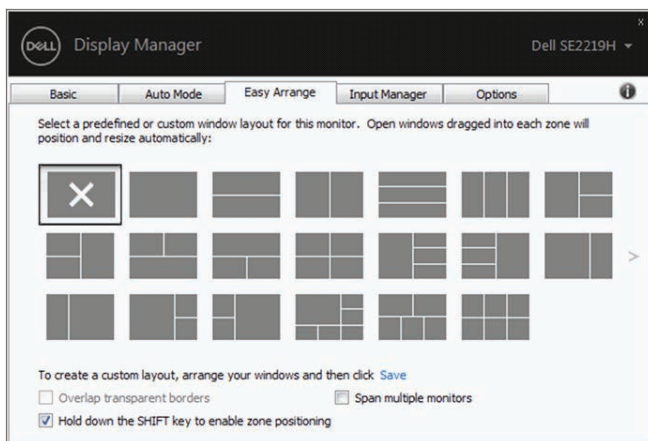 x
DELL Display Manager Dell SE2219H
Basic Auto Mode Easy Arrange Input Manager Options
Select a predefined or custom window layout for this monitor. Open windows dragged into each zone will
position and resize automatically:
To create a custom layout, arrange your windows and then click Save
Overlap transparent borders Span multiple monitors
Hold down the SHIFT key to enable zone positioning